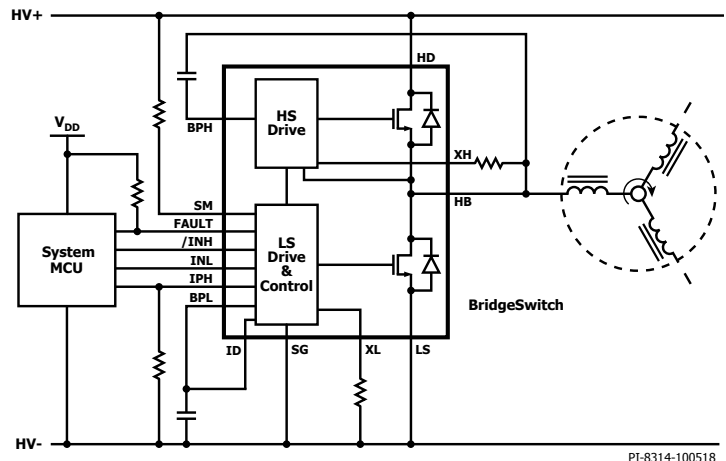 HV+
HD
HS
Drive
BPH
V_DD
XH
HB
SM
FAULT
/INH
INL
IPH
BPL
System
MCU
LS
Drive
&
Control
BridgeSwitch
ID
SG
XL
LS
HV-
PI-8314-100518